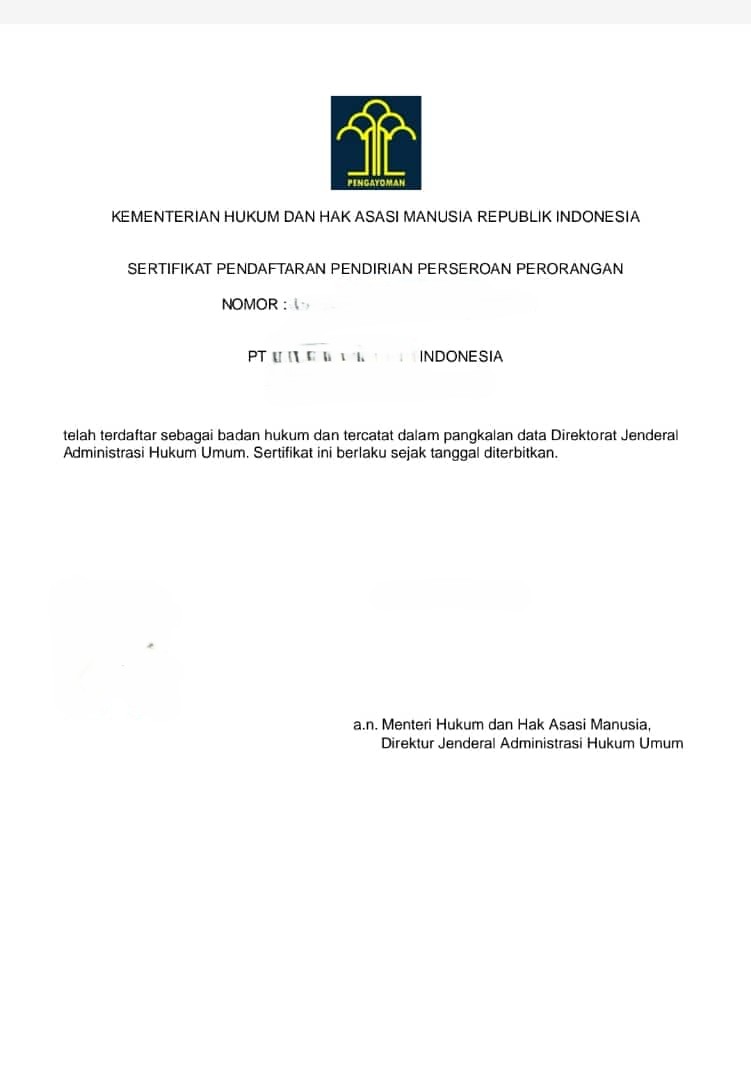 PENGAYOMAN
KEMENTERIAN HUKUM DAN HAK ASASI MANUSIA REPUBLIK INDONESIA
SERTIFIKAT PENDAFTARAN PENDIRIAN PERSEROAN PERORANGAN
NOMOR :
PT INDONESIA
telah terdaftar sebagai badan hukum dan tercatat dalam pangkalan data Direktorat Jenderal
Administrasi Hukum Umum. Sertifikat ini berlaku sejak tanggal diterbitkan.
a.n. Menteri Hukum dan Hak Asasi Manusia,
Direktur Jenderal Administrasi Hukum Umum